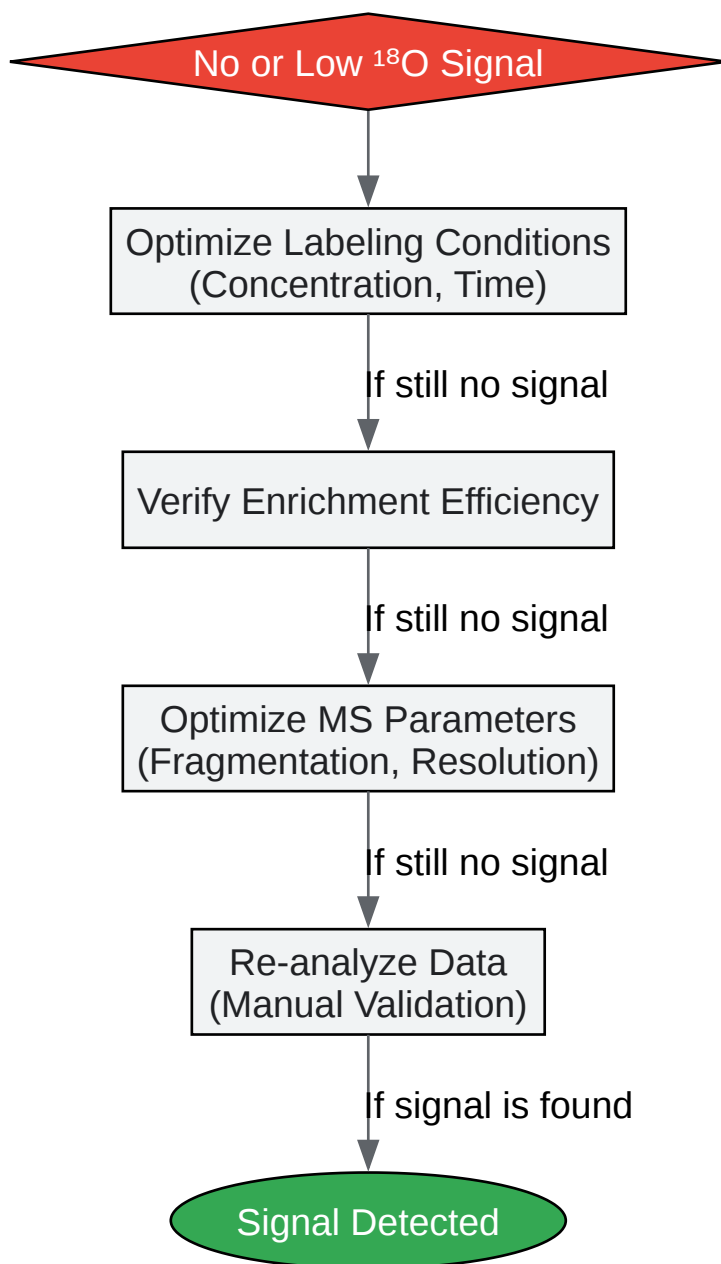 No or Low ¹⁸O Signal
Optimize Labeling Conditions
(Concentration, Time)
If still no signal
Verify Enrichment Efficiency
If still no signal
Optimize MS Parameters
(Fragmentation, Resolution)
If still no signal
Re-analyze Data
(Manual Validation)
If signal is found
Signal Detected